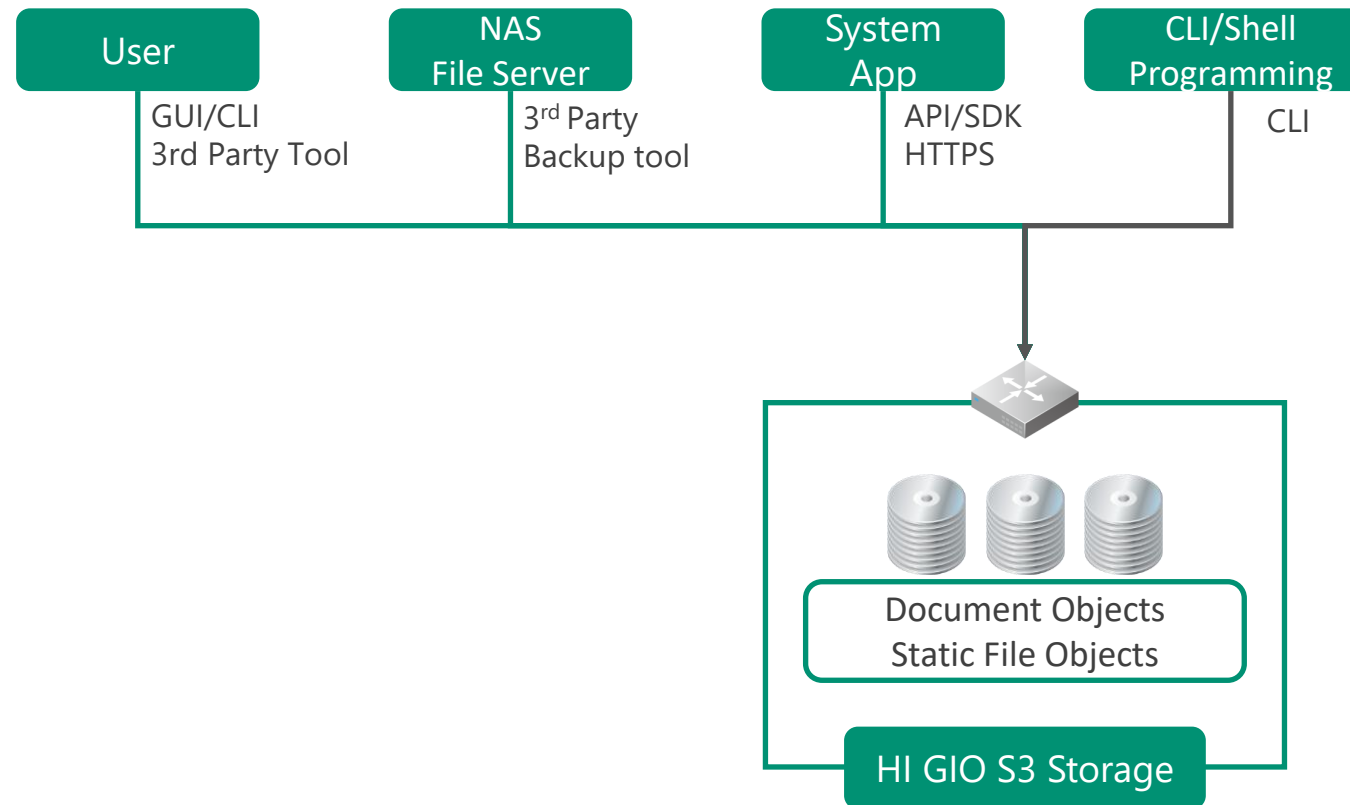 User
GUI/CLI
3rd Party Tool
NAS
File Server
3rd Party
Backup tool
System
App
API/SDK
HTTPS
CLI/Shell
Programming
CLI
Document Objects
Static File Objects
HI GIO S3 Storage